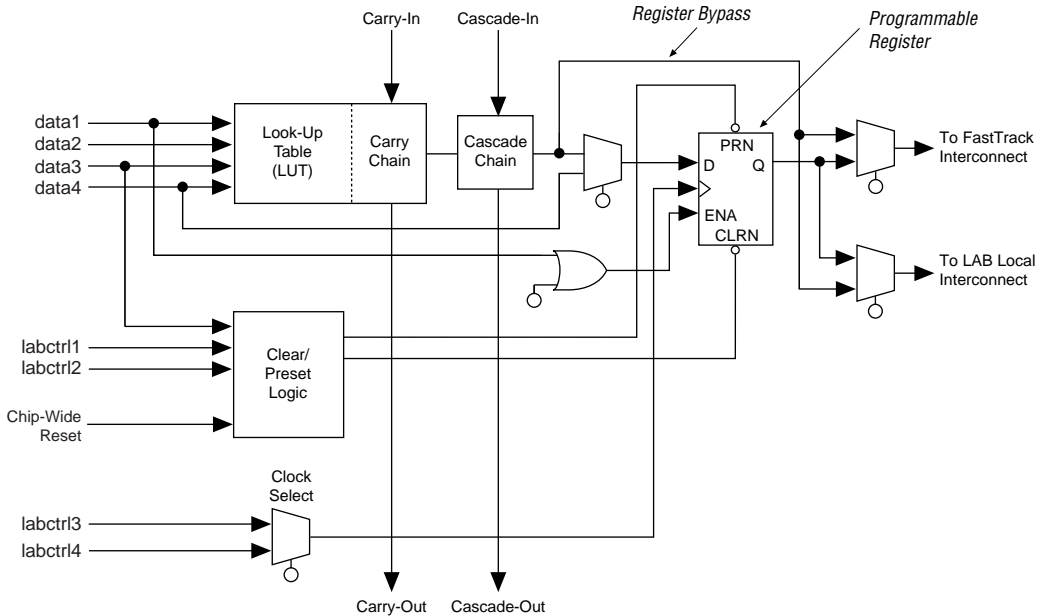 Carry-In
Cascade-In
Register Bypass
Programmable
Register
data1
data2
data3
data4
Look-Up
Table
(LUT)
Carry
Chain
Cascade
Chain
PRN
D
Q
ENA
CLRN
To FastTrack
Interconnect
To LAB Local
Interconnect
labctrl1
labctrl2
Clear/
Preset
Logic
Chip-Wide
Reset
Clock
Select
labctrl3
labctrl4
Carry-Out
Cascade-Out